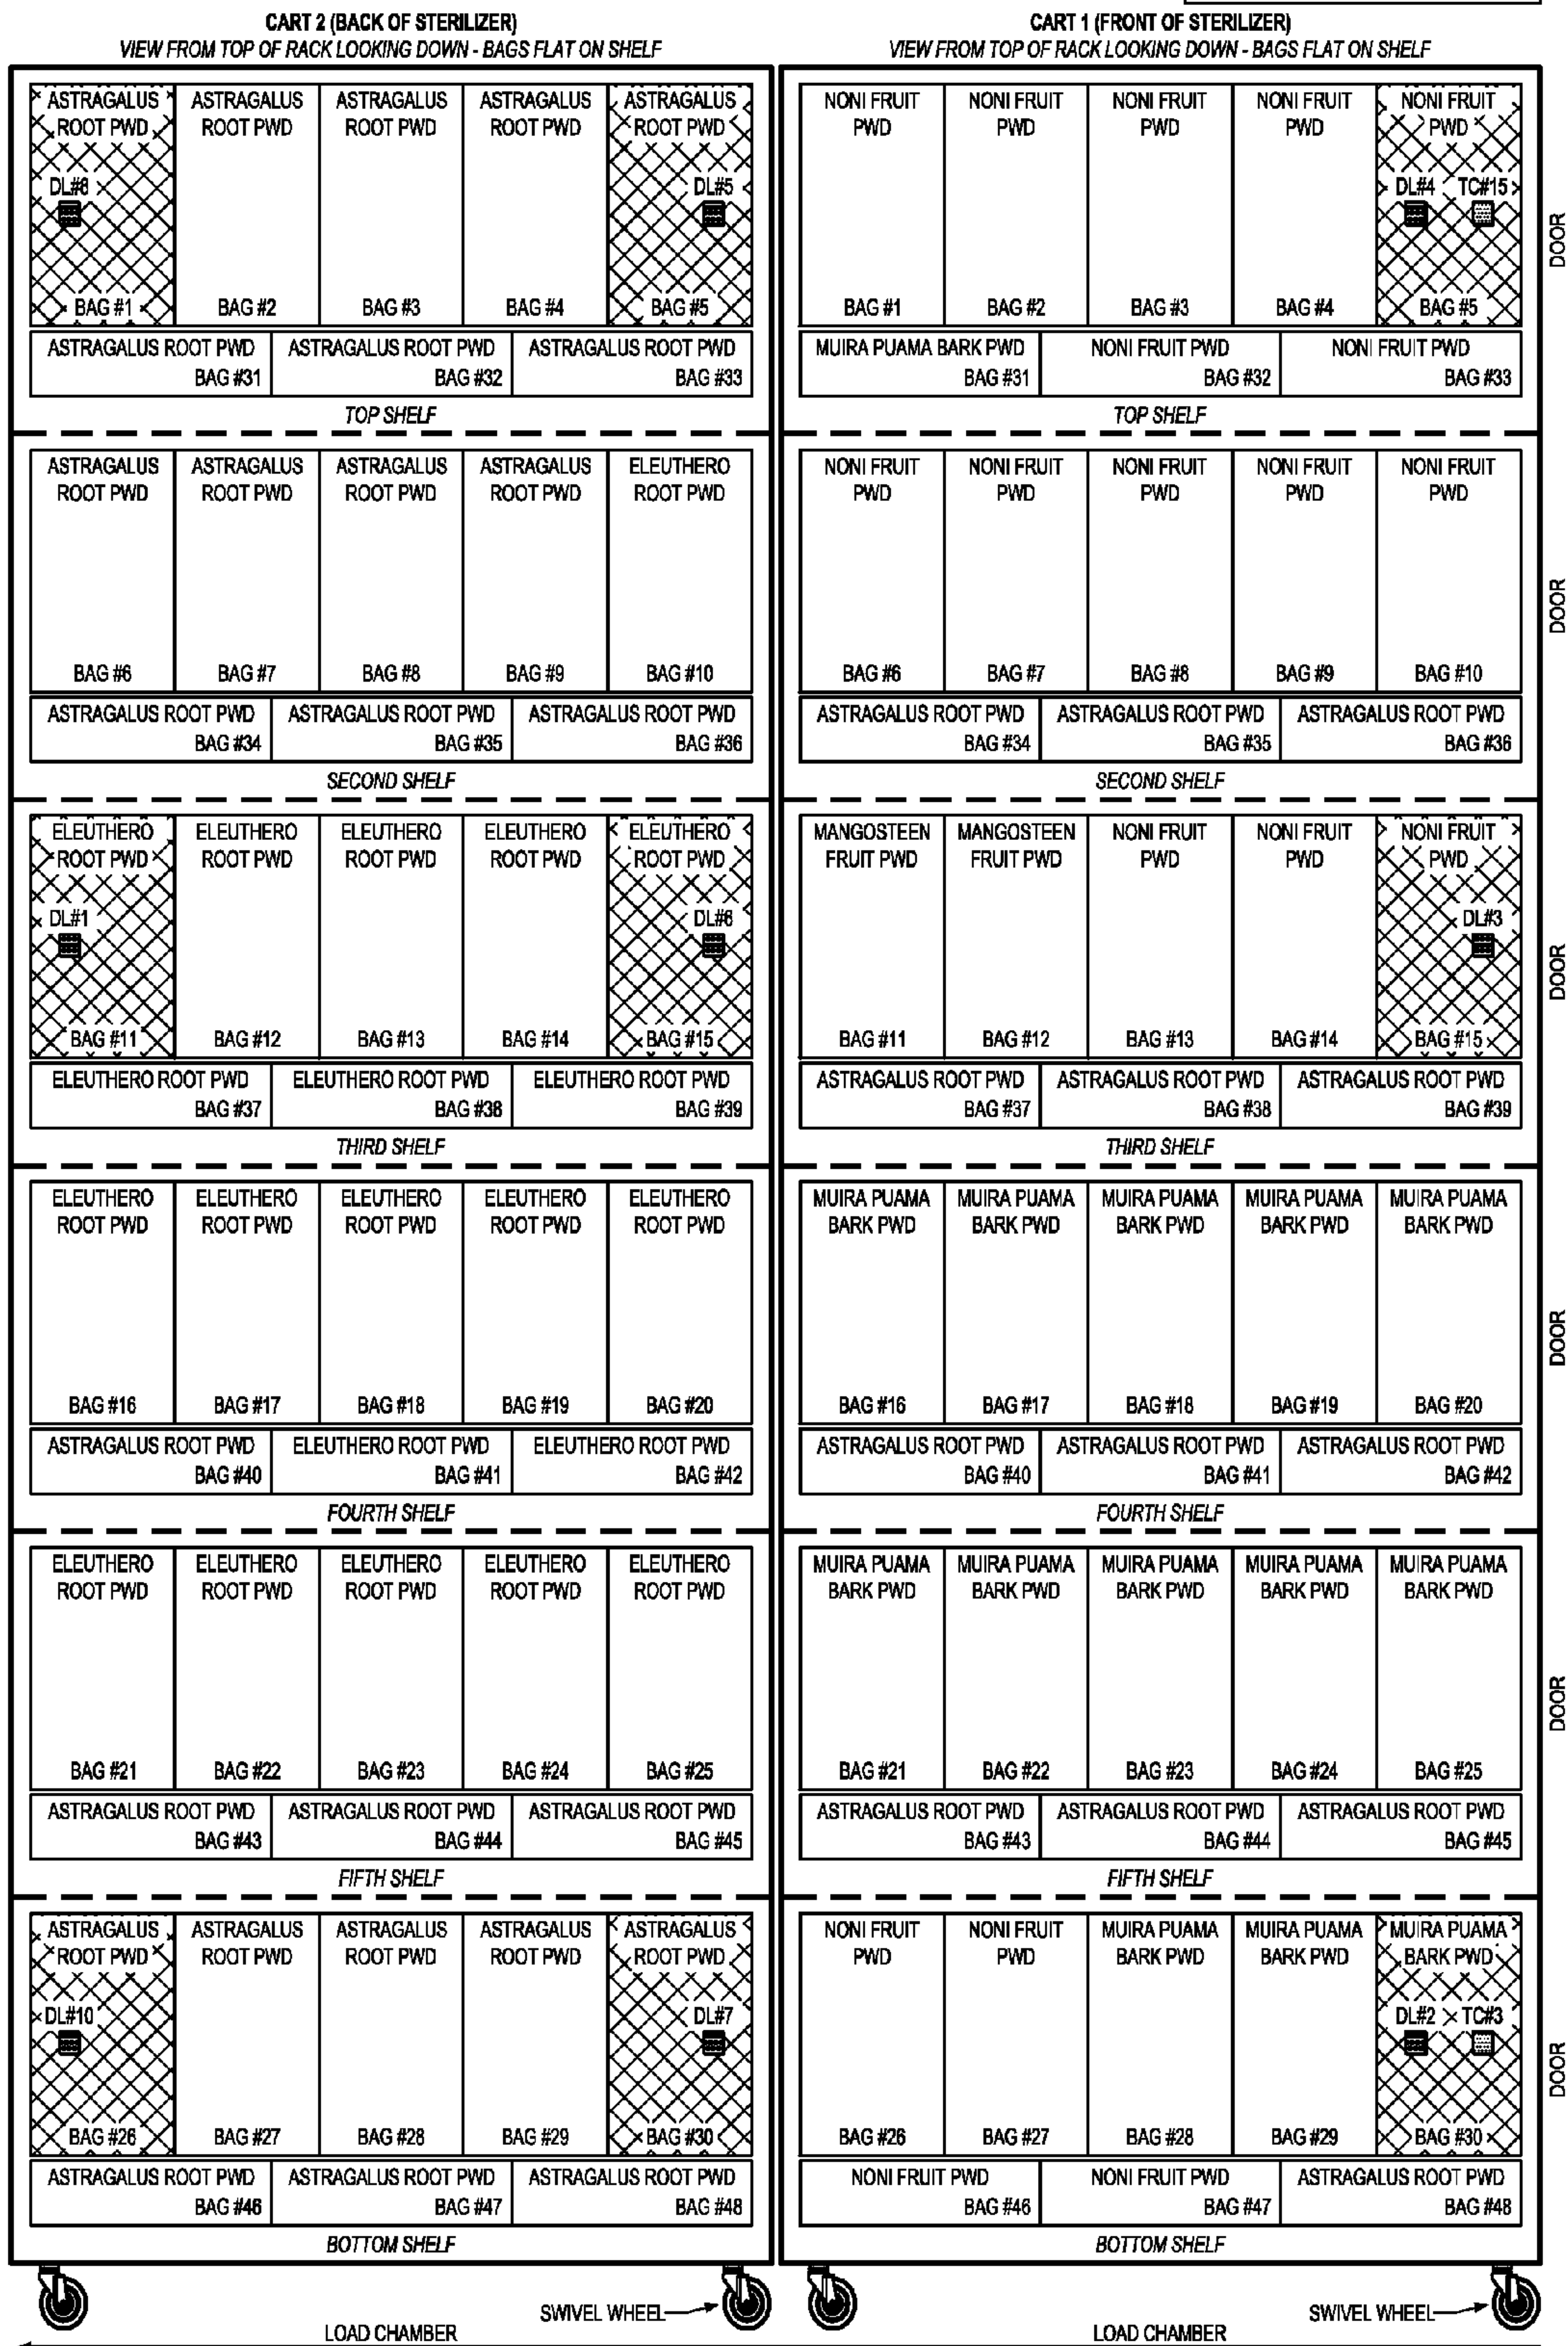 CART 2 (BACK OF STERILIZER)
VIEW FROM TOP OF RACK LOOKING DOWN - BAGS FLAT ON SHELF
ASTRAGALUS ASTRAGALUS ASTRAGALUS ASTRAGALUS ASTRAGALUS
ROOT PWD ROOT PWD ROOT PWD ROOT PWD ROOT PWD
DL#8 DL#5
BAG #1 BAG #2 BAG #3 BAG #4 BAG #5
ASTRAGALUS ROOT PWD ASTRAGALUS ROOT PWD ASTRAGALUS ROOT PWD
BAG #31 BAG #32 BAG #33
TOP SHELF
ASTRAGALUS ASTRAGALUS ASTRAGALUS ASTRAGALUS ELEUTHERO
ROOT PWD ROOT PWD ROOT PWD ROOT PWD ROOT PWD
BAG #6 BAG #7 BAG #8 BAG #9 BAG #10
ASTRAGALUS ROOT PWD ASTRAGALUS ROOT PWD ASTRAGALUS ROOT PWD
BAG #34 BAG #35 BAG #36
SECOND SHELF
ELEUTHERO ELEUTHERO ELEUTHERO ELEUTHERO ELEUTHERO
ROOT PWD ROOT PWD ROOT PWD ROOT PWD ROOT PWD
DL#1 DL#6
BAG #11 BAG #12 BAG #13 BAG #14 BAG #15
ELEUTHERO ROOT PWD ELEUTHERO ROOT PWD ELEUTHERO ROOT PWD
BAG #37 BAG #38 BAG #39
THIRD SHELF
ELEUTHERO ELEUTHERO ELEUTHERO ELEUTHERO ELEUTHERO
ROOT PWD ROOT PWD ROOT PWD ROOT PWD ROOT PWD
BAG #16 BAG #17 BAG #18 BAG #19 BAG #20
ASTRAGALUS ROOT PWD ELEUTHERO ROOT PWD ELEUTHERO ROOT PWD
BAG #40 BAG #41 BAG #42
FOURTH SHELF
ELEUTHERO ELEUTHERO ELEUTHERO ELEUTHERO ELEUTHERO
ROOT PWD ROOT PWD ROOT PWD ROOT PWD ROOT PWD
BAG #21 BAG #22 BAG #23 BAG #24 BAG #25
ASTRAGALUS ROOT PWD ASTRAGALUS ROOT PWD ASTRAGALUS ROOT PWD
BAG #43 BAG #44 BAG #45
FIFTH SHELF
ASTRAGALUS ASTRAGALUS ASTRAGALUS ASTRAGALUS ASTRAGALUS
ROOT PWD ROOT PWD ROOT PWD ROOT PWD ROOT PWD
DL#10 DL#7
BAG #26 BAG #27 BAG #28 BAG #29 BAG #30
ASTRAGALUS ROOT PWD ASTRAGALUS ROOT PWD ASTRAGALUS ROOT PWD
BAG #46 BAG #47 BAG #48
BOTTOM SHELF
SWIVEL WHEEL
LOAD CHAMBER
CART 1 (FRONT OF STERILIZER)
VIEW FROM TOP OF RACK LOOKING DOWN - BAGS FLAT ON SHELF
NONI FRUIT NONI FRUIT NONI FRUIT NONI FRUIT NONI FRUIT
PWD PWD PWD PWD PWD
DL#4 TC#15
BAG #1 BAG #2 BAG #3 BAG #4 BAG #5
MUIRA PUAMA BARK PWD NONI FRUIT PWD NONI FRUIT PWD
BAG #31 BAG #32 BAG #33
TOP SHELF
DOOR
NONI FRUIT NONI FRUIT NONI FRUIT NONI FRUIT NONI FRUIT
PWD PWD PWD PWD PWD
BAG #6 BAG #7 BAG #8 BAG #9 BAG #10
ASTRAGALUS ROOT PWD ASTRAGALUS ROOT PWD ASTRAGALUS ROOT PWD
BAG #34 BAG #35 BAG #36
SECOND SHELF
DOOR
MANGOSTEEN MANGOSTEEN NONI FRUIT NONI FRUIT NONI FRUIT
FRUIT PWD FRUIT PWD PWD PWD PWD
DL#3
BAG #11 BAG #12 BAG #13 BAG #14 BAG #15
ASTRAGALUS ROOT PWD ASTRAGALUS ROOT PWD ASTRAGALUS ROOT PWD
BAG #37 BAG #38 BAG #39
THIRD SHELF
DOOR
MUIRA PUAMA MUIRA PUAMA MUIRA PUAMA MUIRA PUAMA MUIRA PUAMA
BARK PWD BARK PWD BARK PWD BARK PWD BARK PWD
BAG #16 BAG #17 BAG #18 BAG #19 BAG #20
ASTRAGALUS ROOT PWD ASTRAGALUS ROOT PWD ASTRAGALUS ROOT PWD
BAG #40 BAG #41 BAG #42
FOURTH SHELF
DOOR
MUIRA PUAMA MUIRA PUAMA MUIRA PUAMA MUIRA PUAMA MUIRA PUAMA
BARK PWD BARK PWD BARK PWD BARK PWD BARK PWD
BAG #21 BAG #22 BAG #23 BAG #24 BAG #25
ASTRAGALUS ROOT PWD ASTRAGALUS ROOT PWD ASTRAGALUS ROOT PWD
BAG #43 BAG #44 BAG #45
FIFTH SHELF
DOOR
NONI FRUIT NONI FRUIT MUIRA PUAMA MUIRA PUAMA MUIRA PUAMA
PWD PWD BARK PWD BARK PWD BARK PWD
DL#2 TC#3
BAG #26 BAG #27 BAG #28 BAG #29 BAG #30
NONI FRUIT PWD NONI FRUIT PWD ASTRAGALUS ROOT PWD
BAG #46 BAG #47 BAG #48
BOTTOM SHELF
DOOR
SWIVEL WHEEL
LOAD CHAMBER